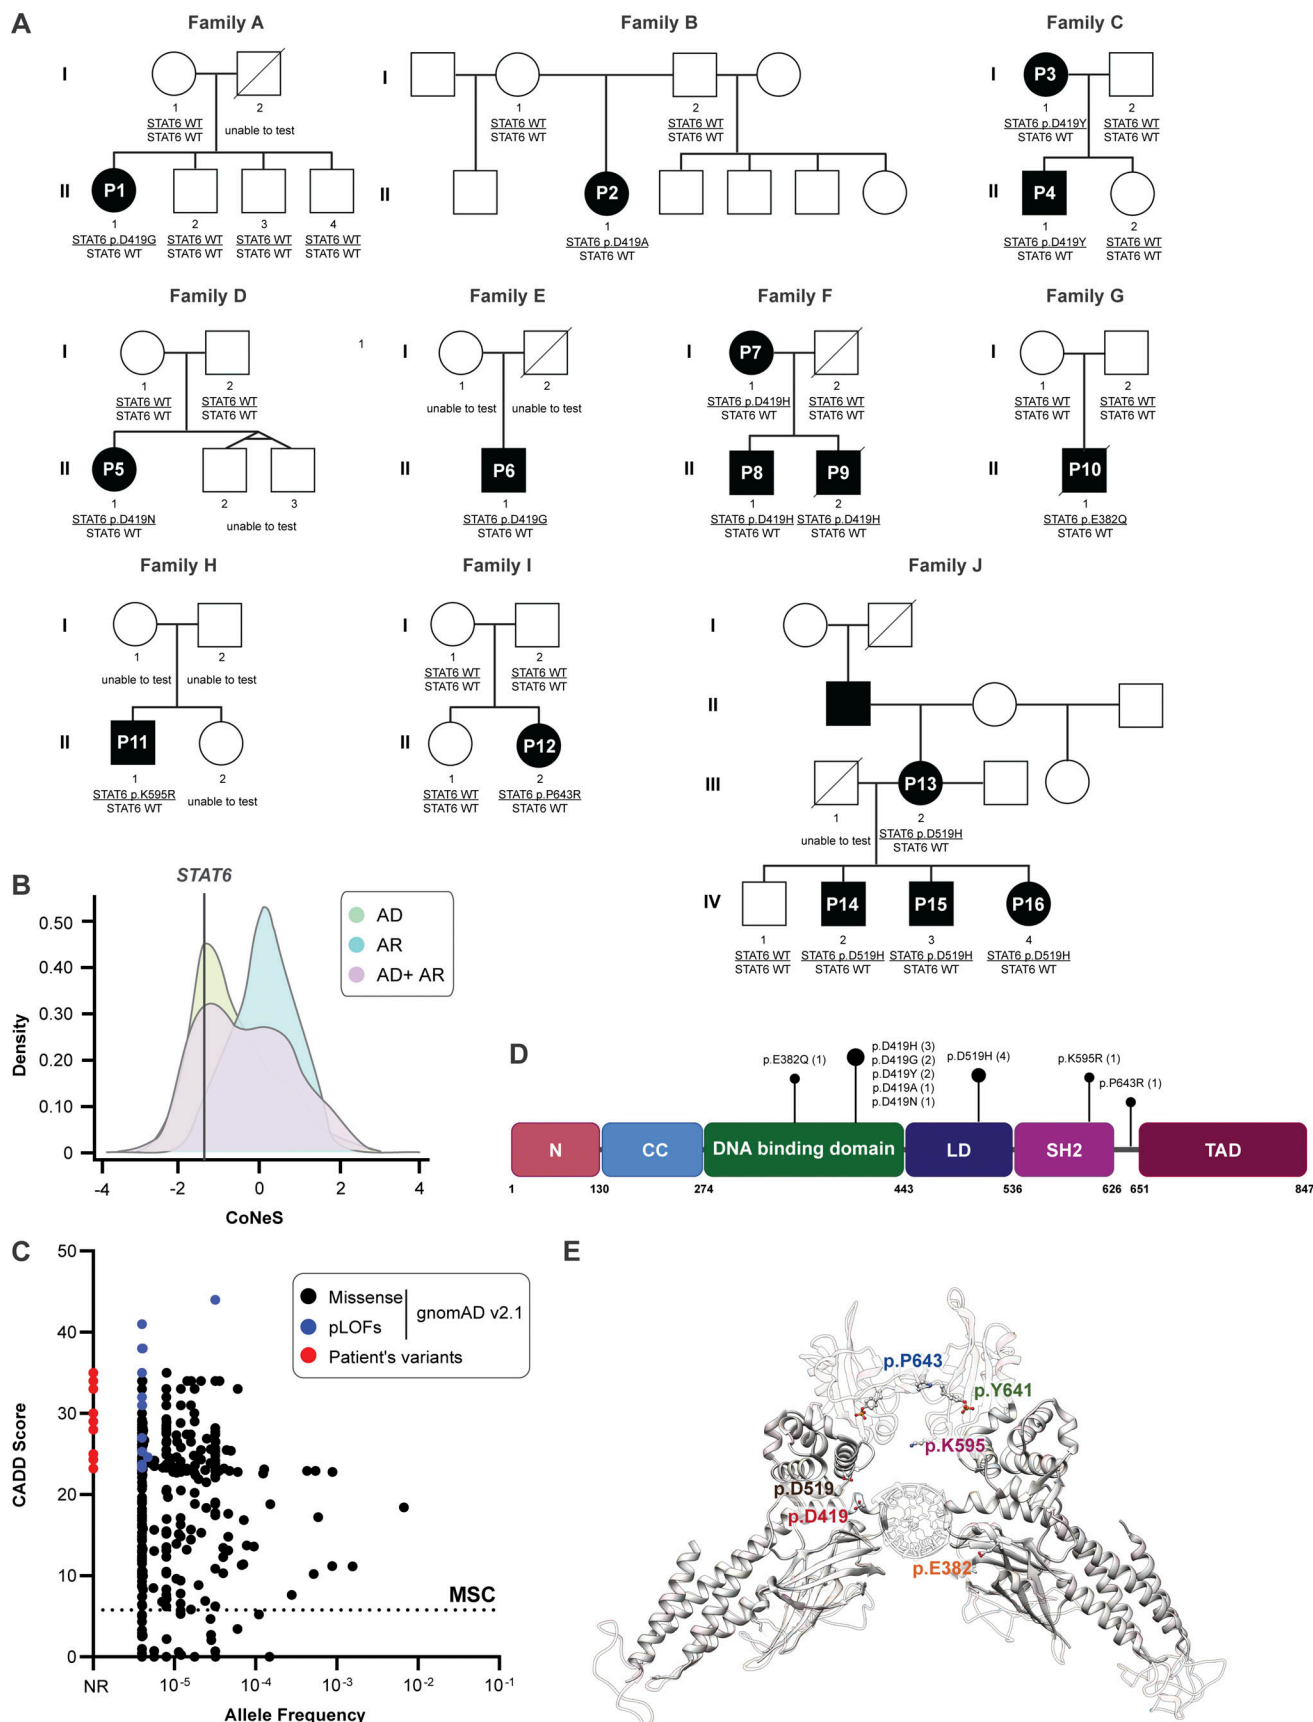 A
Family A
Family B
Family C
I
I
I
P3
1
2
1
2
1
2
STAT6 WT
STAT6 WT
unable to test
STAT6 WT
STAT6 WT
STAT6 WT
STAT6 WT
STAT6 p.D419Y
STAT6 WT
STAT6 WT
STAT6 WT
II
P1
II
P2
II
P4
1
2
3
4
1
1
2
STAT6 p.D419G
STAT6 WT
STAT6 WT
STAT6 WT
STAT6 WT
STAT6 WT
STAT6 WT
STAT6 WT
STAT6 p.D419A
STAT6 WT
STAT6 p.D419Y
STAT6 WT
STAT6 WT
STAT6 WT
Family D
Family E
Family F
Family G
I
1
I
I
P7
I
1
2
1
2
1
2
1
2
STAT6 WT
STAT6 WT
STAT6 WT
STAT6 WT
unable to test
unable to test
STAT6 p.D419H
STAT6 WT
STAT6 WT
STAT6 WT
STAT6 WT
STAT6 WT
STAT6 WT
STAT6 WT
II
P5
II
P6
II
P8
P9
II
P10
1
2
3
1
1
2
1
STAT6 p.D419N
STAT6 WT
unable to test
STAT6 p.D419G
STAT6 WT
STAT6 p.D419H
STAT6 WT
STAT6 p.D419H
STAT6 WT
STAT6 p.E382Q
STAT6 WT
Family H
Family I
Family J
I
I
I
1
2
1
2
unable to test
unable to test
STAT6 WT
STAT6 WT
STAT6 WT
STAT6 WT
II
II
P11
II
P12
1
2
1
2
STAT6 p.K595R
STAT6 WT
unable to test
STAT6 WT
STAT6 WT
STAT6 p.P643R
STAT6 WT
III
P13
1
2
unable to test
STAT6 p.D519H
STAT6 WT
IV
P14
P15
P16
1
2
3
4
STAT6 WT
STAT6 WT
STAT6 p.D519H
STAT6 WT
STAT6 p.D519H
STAT6 WT
STAT6 p.D519H
STAT6 WT
B
STAT6
AD
AR
AD+ AR
Density
0.50
0.40
0.30
0.20
0.10
0
-4
-2
0
2
4
CoNeS
D
p.E382Q (1)
p.D419H (3)
p.D419G (2)
p.D419Y (2)
p.D419A (1)
p.D419N (1)
p.D519H (4)
p.K595R (1)
p.P643R (1)
N
CC
DNA binding domain
LD
SH2
TAD
1
130
274
443
536
626
651
847
C
CADD Score
50
40
30
20
10
0
Missense
pLOFs
gnomAD v2.1
Patient's variants
MSC
NR
10-5
10-4
10-3
10-2
10-1
Allele Frequency
E
p.P643
p.Y641
p.K595
p.D519
p.D419
p.E382